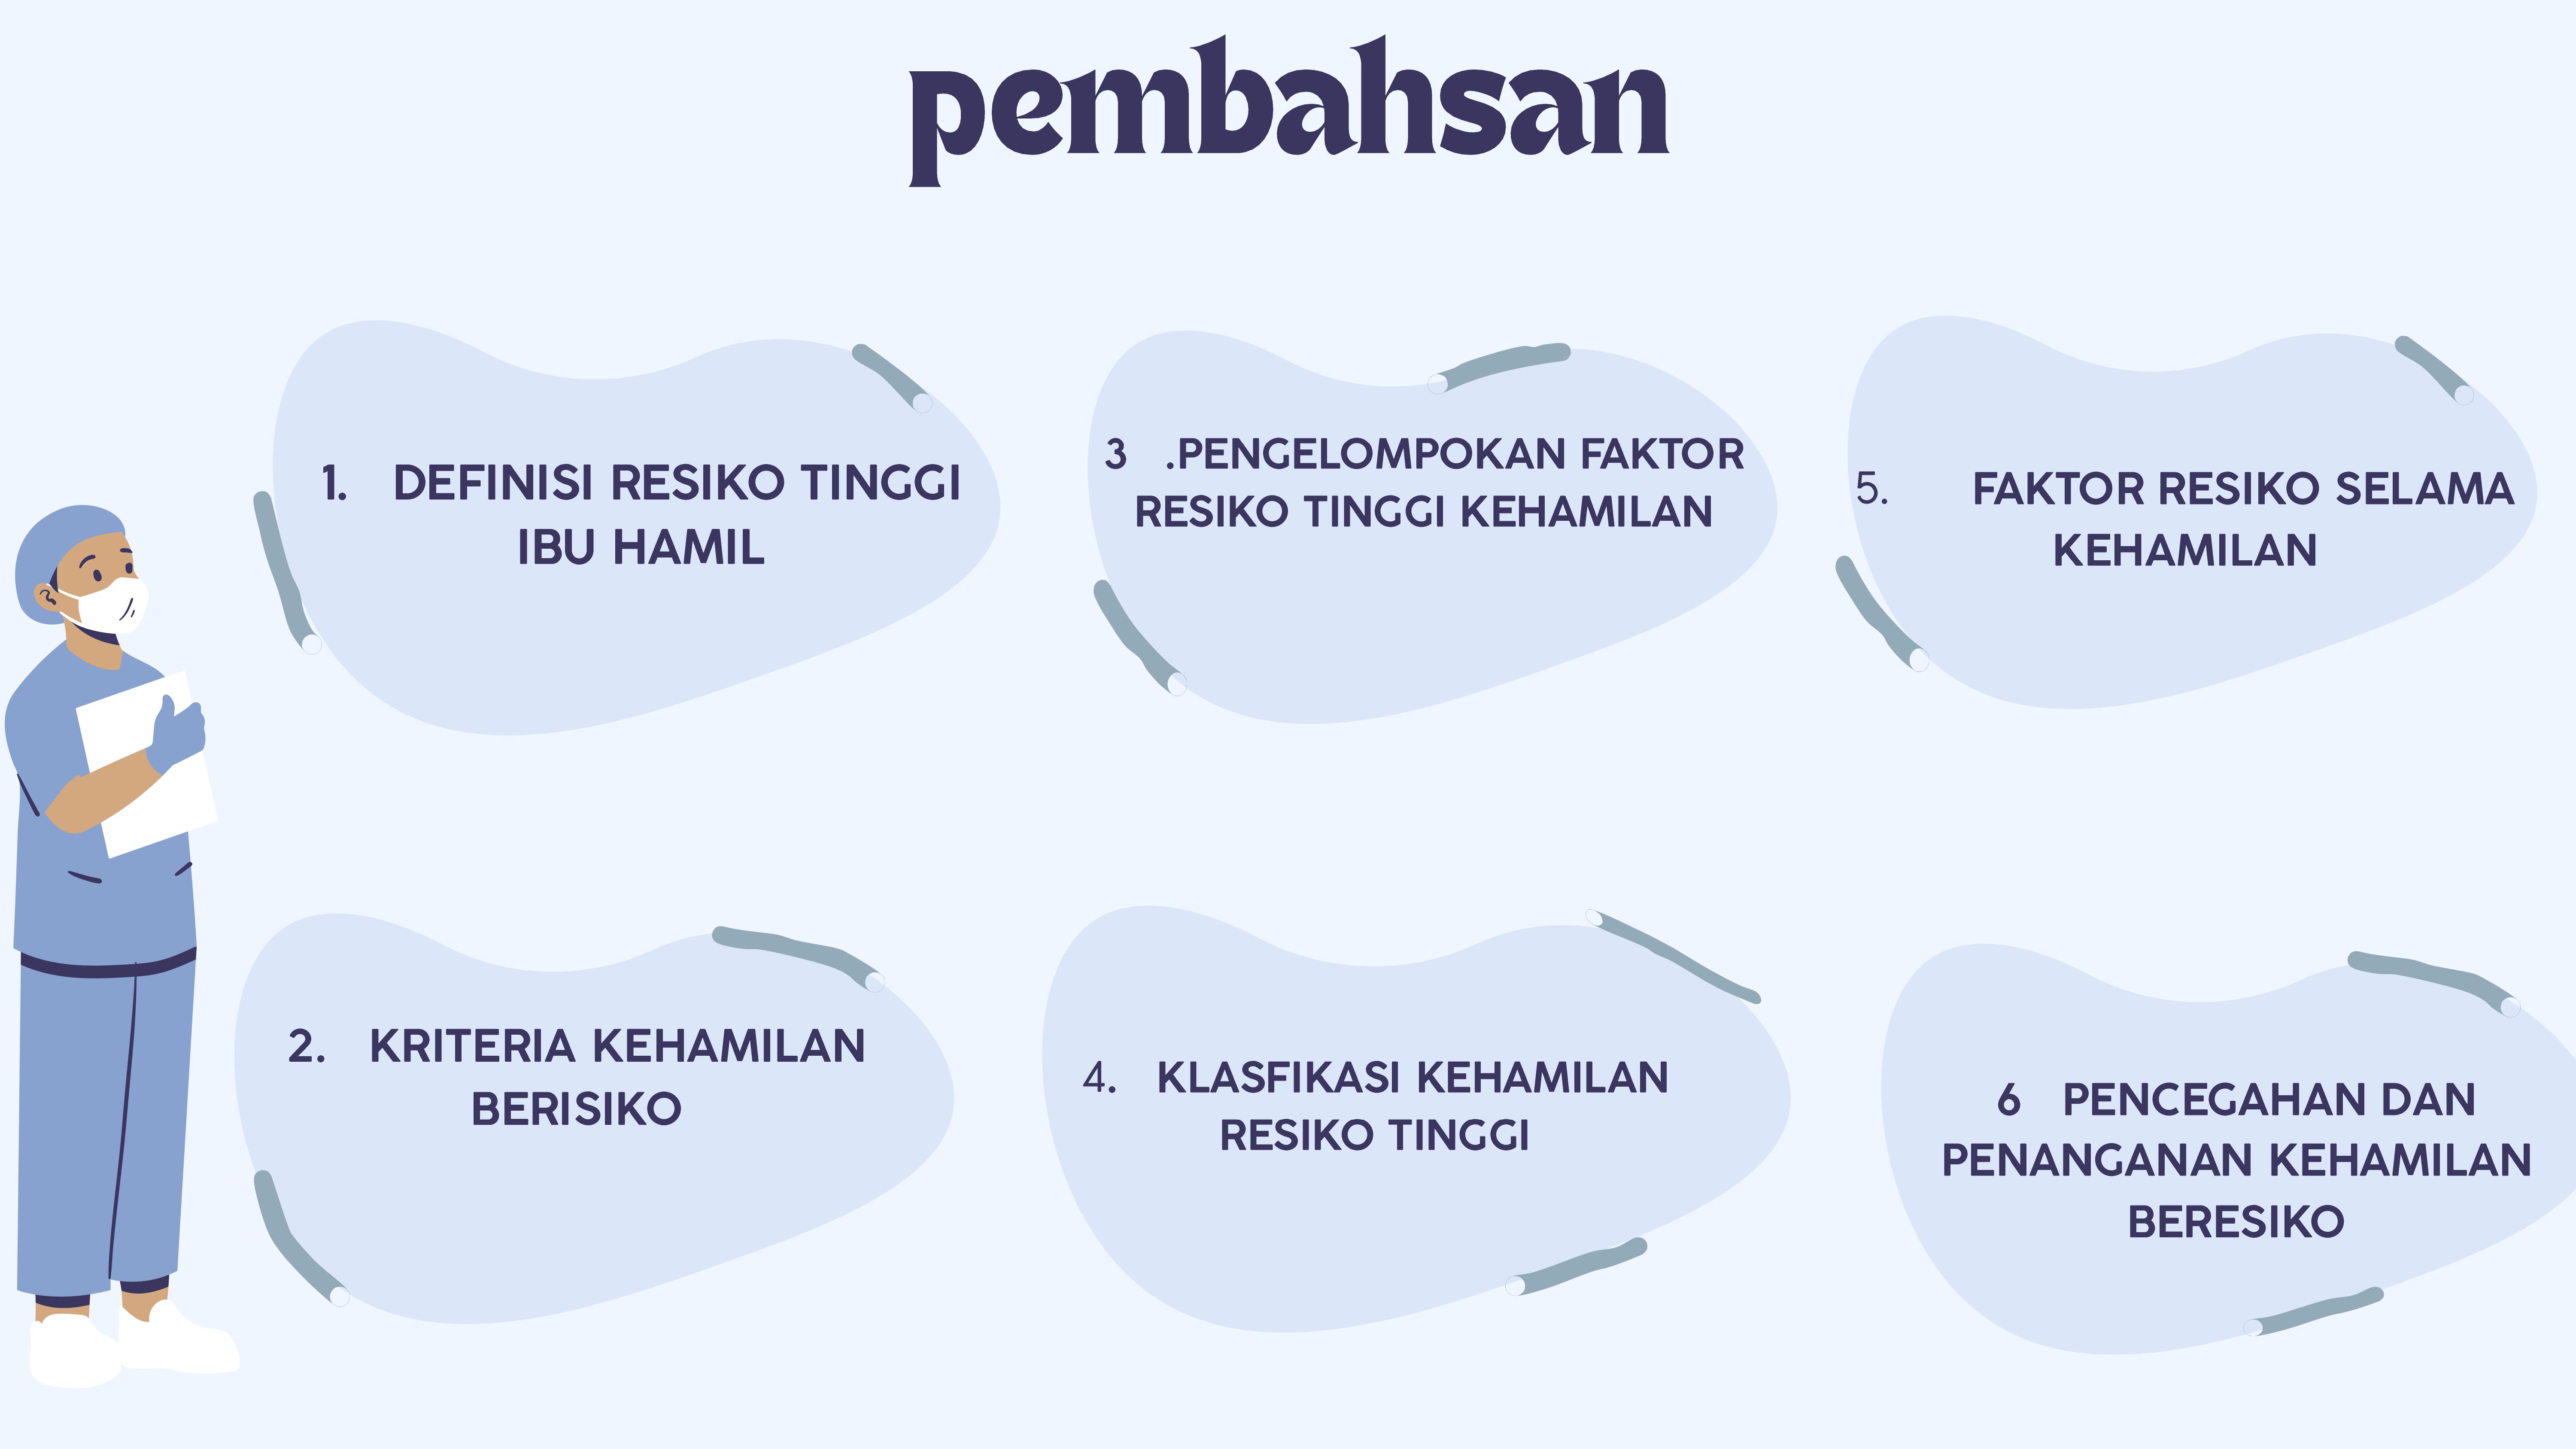 pembahsan
1. DEFINISI RESIKO TINGGI
IBU HAMIL
2. KRITERIA KEHAMILAN
BERISIKO
3 .PENGELOMPOKAN FAKTOR
RESIKO TINGGI KEHAMILAN
4. KLASFIKASI KEHAMILAN
RESIKO TINGGI
5. FAKTOR RESIKO SELAMA
KEHAMILAN
6 PENCEGAHAN DAN
PENANGANAN KEHAMILAN
BERESIKO